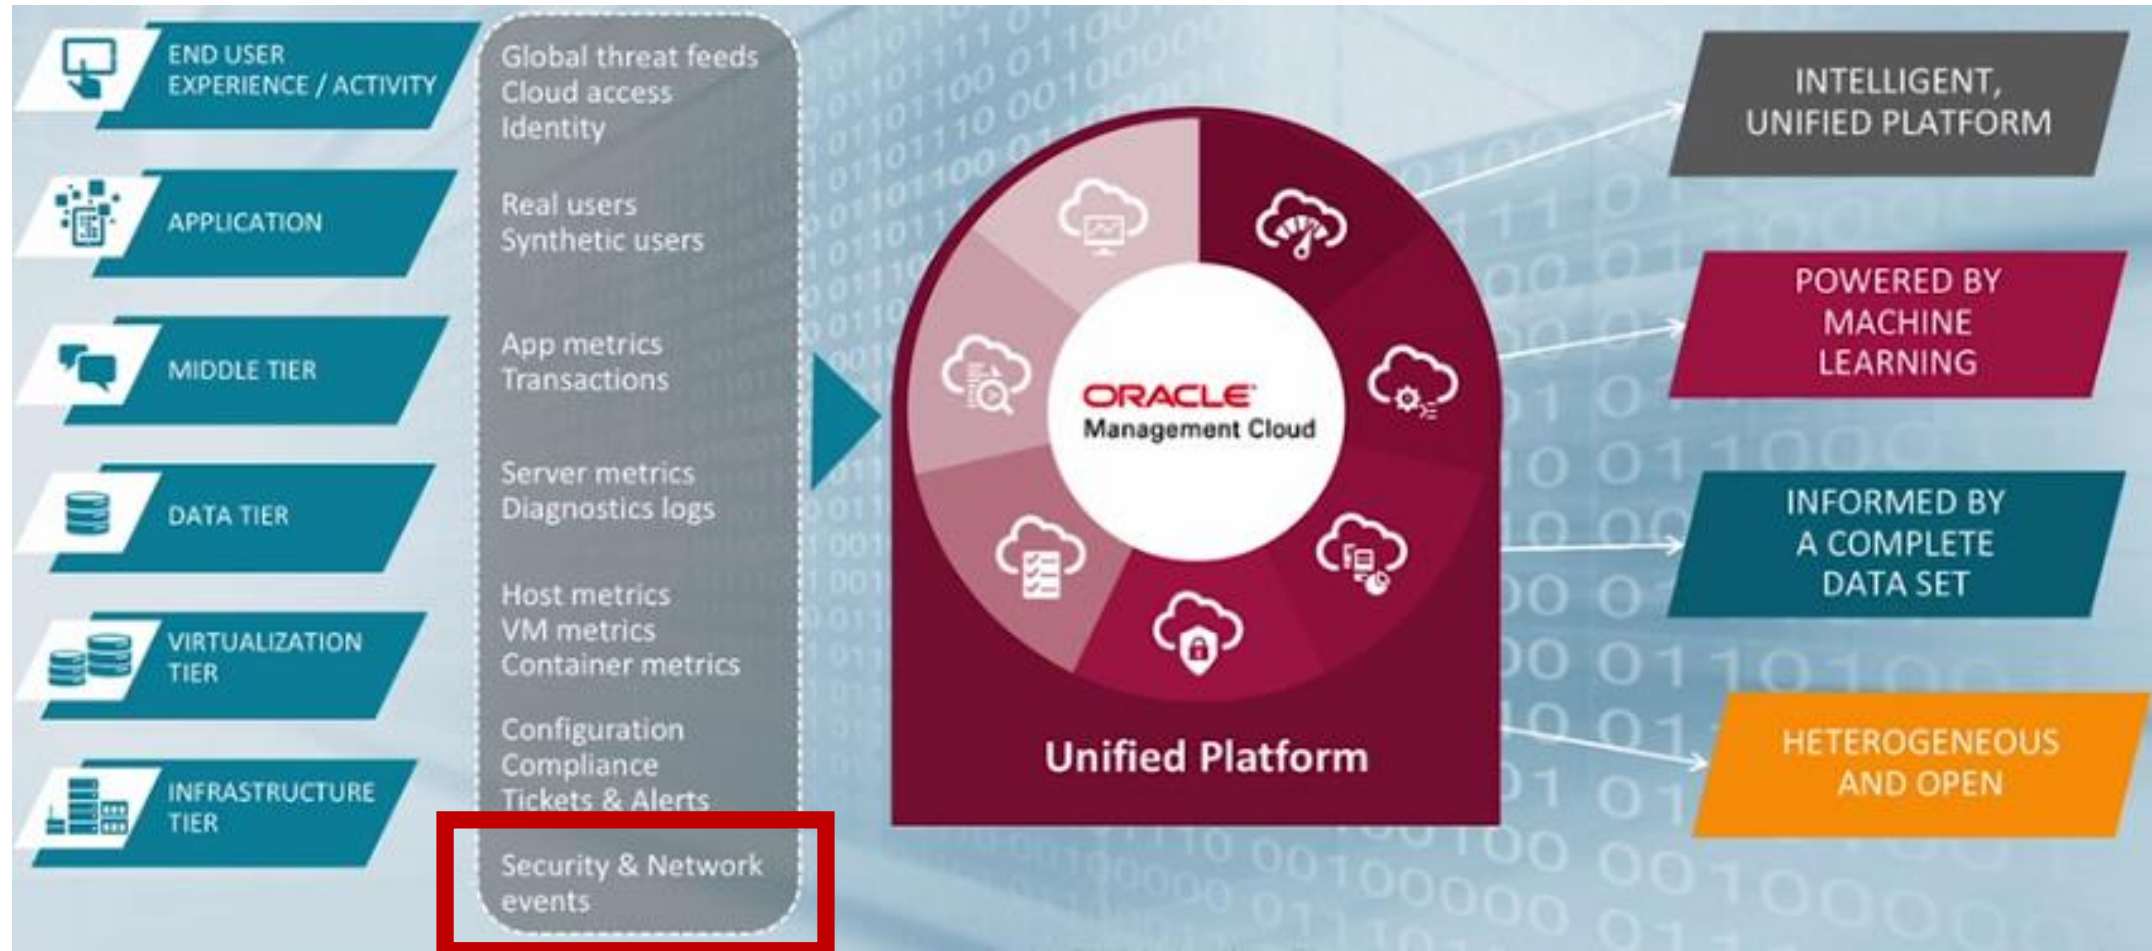 END USER
EXPERIENCE / ACTIVITY
APPLICATION
MIDDLE TIER
DATA TIER
VIRTUALIZATION
TIER
INFRASTRUCTURE
TIER
Global threat feeds
Cloud access
Identity
Real users
Synthetic users
App metrics
Transactions
Server metrics
Diagnostics logs
Host metrics
VM metrics
Container metrics
Configuration
Compliance
Tickets & Alerts
Security & Network
events
ORACLE
Management Cloud
Unified Platform
INTELLIGENT,
UNIFIED PLATFORM
POWERED BY
MACHINE
LEARNING
INFORMED BY
A COMPLETE
DATA SET
HETEROGENEOUS
AND OPEN